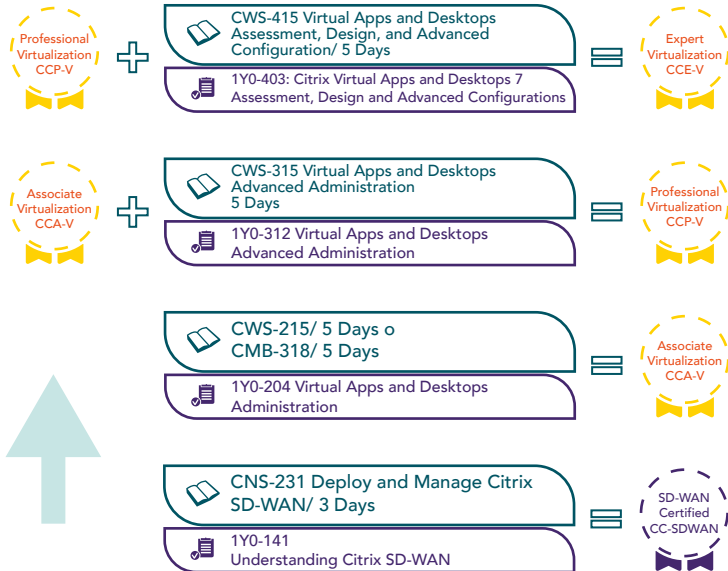 Professional
Virtualization
CCP-V
CWS-415 Virtual Apps and Desktops
Assessment, Design, and Advanced
Configuration/ 5 Days
1Y0-403: Citrix Virtual Apps and Desktops 7
Assessment, Design and Advanced Configurations
Expert
Virtualization
CCE-V
Associate
Virtualization
CCA-V
CWS-315 Virtual Apps and Desktops
Advanced Administration
5 Days
1Y0-312 Virtual Apps and Desktops
Advanced Administration
Professional
Virtualization
CCP-V
CWS-215/ 5 Days o
CMB-318/ 5 Days
1Y0-204 Virtual Apps and Desktops
Administration
Associate
Virtualization
CCA-V
CNS-231 Deploy and Manage Citrix
SD-WAN/ 3 Days
1Y0-141
Understanding Citrix SD-WAN
SD-WAN
Certified
CC-SDWAN